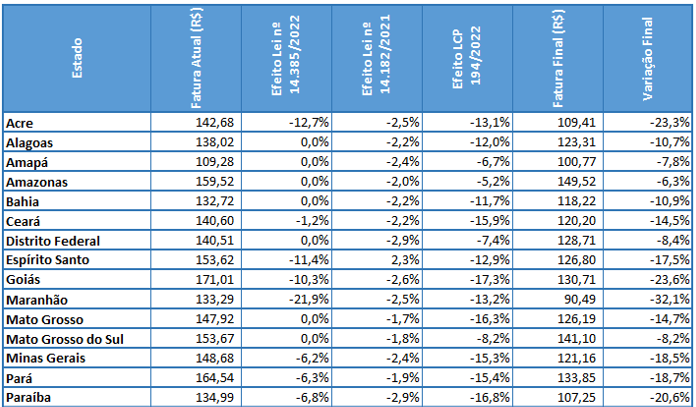 Estado Fatura Atual (R$) Efeito Lei nº 14.385/2022 Efeito Lei nº 14.182/2021 Efeito LCP 194/2022 Fatura Final (R$) Variação Final
Acre 142,68 -12,7% -2,5% -13,1% 109,41 -23,3%
Alagoas 138,02 0,0% -2,2% -12,0% 123,31 -10,7%
Amapá 109,28 0,0% -2,4% -6,7% 100,77 -7,8%
Amazonas 159,52 0,0% -2,0% -5,2% 149,52 -6,3%
Bahia 132,72 0,0% -2,2% -11,7% 118,22 -10,9%
Ceará 140,60 -1,2% -2,2% -15,9% 120,20 -14,5%
Distrito Federal 140,51 0,0% -2,9% -7,4% 128,71 -8,4%
Espírito Santo 153,62 -11,4% 2,3% -12,9% 126,80 -17,5%
Goiás 171,01 -10,3% -2,6% -17,3% 130,71 -23,6%
Maranhão 133,29 -21,9% -2,5% -13,2% 90,49 -32,1%
Mato Grosso 147,92 0,0% -1,7% -16,3% 126,19 -14,7%
Mato Grosso do Sul 153,67 0,0% -1,8% -8,2% 141,10 -8,2%
Minas Gerais 148,68 -6,2% -2,4% -15,3% 121,16 -18,5%
Pará 164,54 -6,3% -1,9% -15,4% 133,85 -18,7%
Paraíba 134,99 -6,8% -2,9% -16,8% 107,25 -20,6%